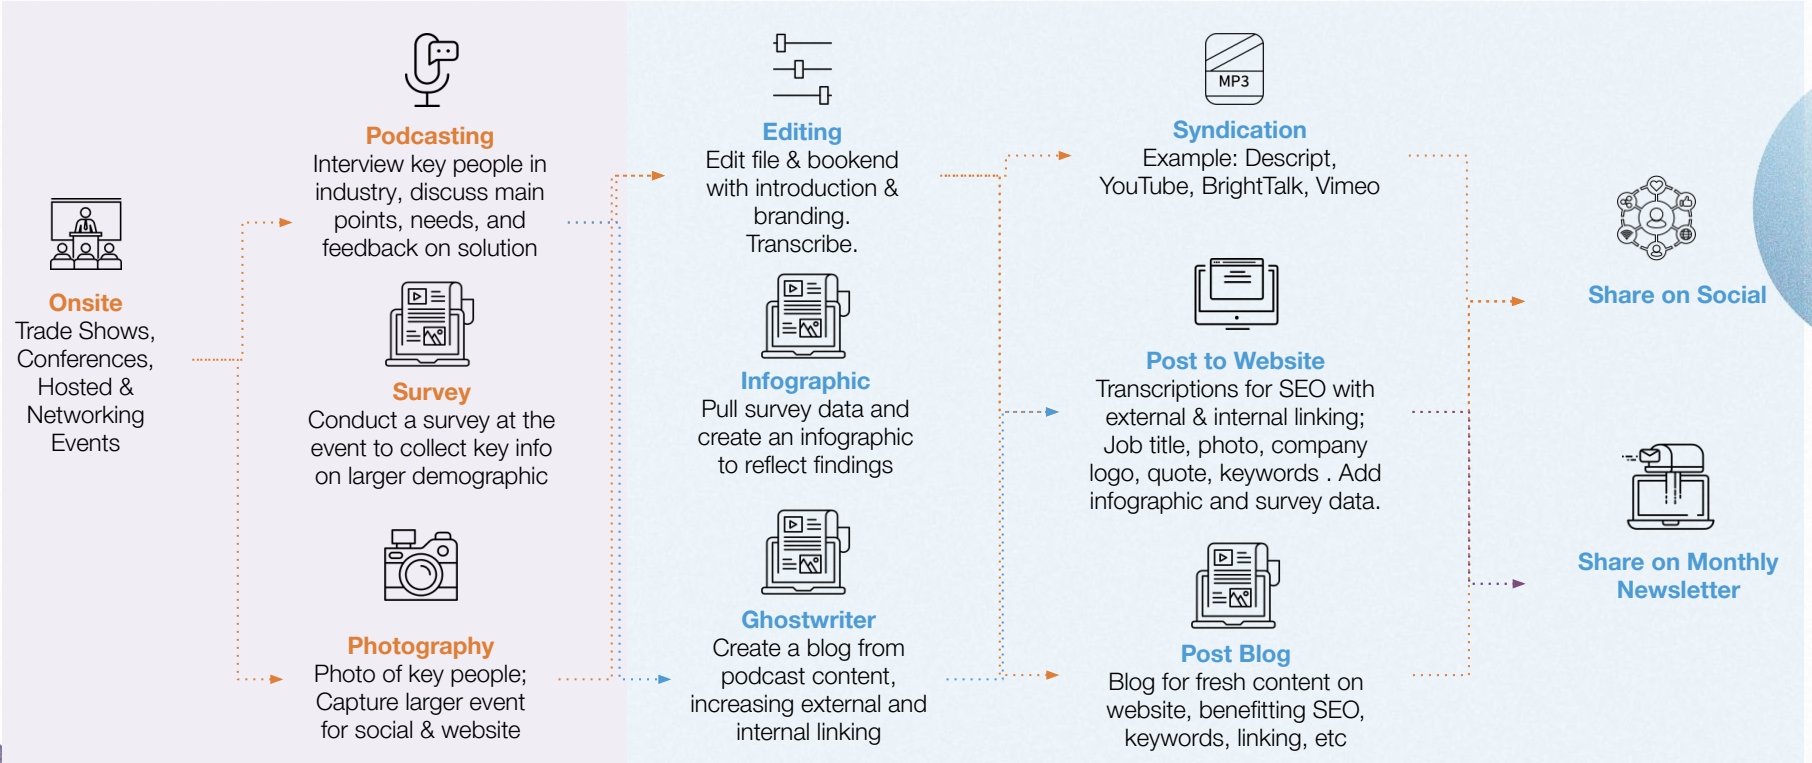 Onsite
Trade Shows,
Conferences,
Hosted &
Networking
Events
Podcasting
Interview key people in
industry, discuss main
points, needs, and
feedback on solution
Survey
Conduct a survey at the
event to collect key info
on larger demographic
Photography
Photo of key people;
Capture larger event
for social & website
Editing
Edit file & bookend
with introduction &
branding.
Transcribe.
Infographic
Pull survey data and
create an infographic
to reflect findings
Ghostwriter
Create a blog from
podcast content,
increasing external and
internal linking
MP3
Syndication
Example: Descript,
YouTube, BrightTalk, Vimeo
Post to Website
Transcriptions for SEO with
external & internal linking;
Job title, photo, company
logo, quote, keywords . Add
infographic and survey data.
Post Blog
Blog for fresh content on
website, benefitting SEO,
keywords, linking, etc
Share on Social
Share on Monthly
Newsletter